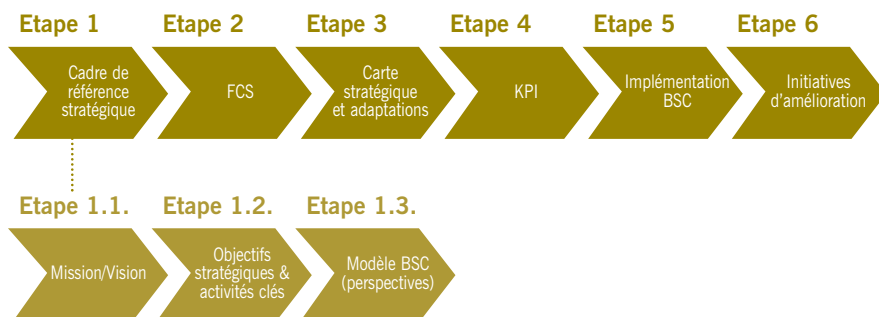 Etape 1
Etape 2
Etape 3
Etape 4
Etape 5
Etape 6
Cadre de
référence
stratégique
FCS
Carte
stratégique
et adaptations
KPI
Implémentation
BSC
Initiatives
d'amélioration
Etape 1.1.
Etape 1.2.
Etape 1.3.
Mission/Vision
Objectifs
stratégiques &
activités clés
Modèle BSC
(perspectives)